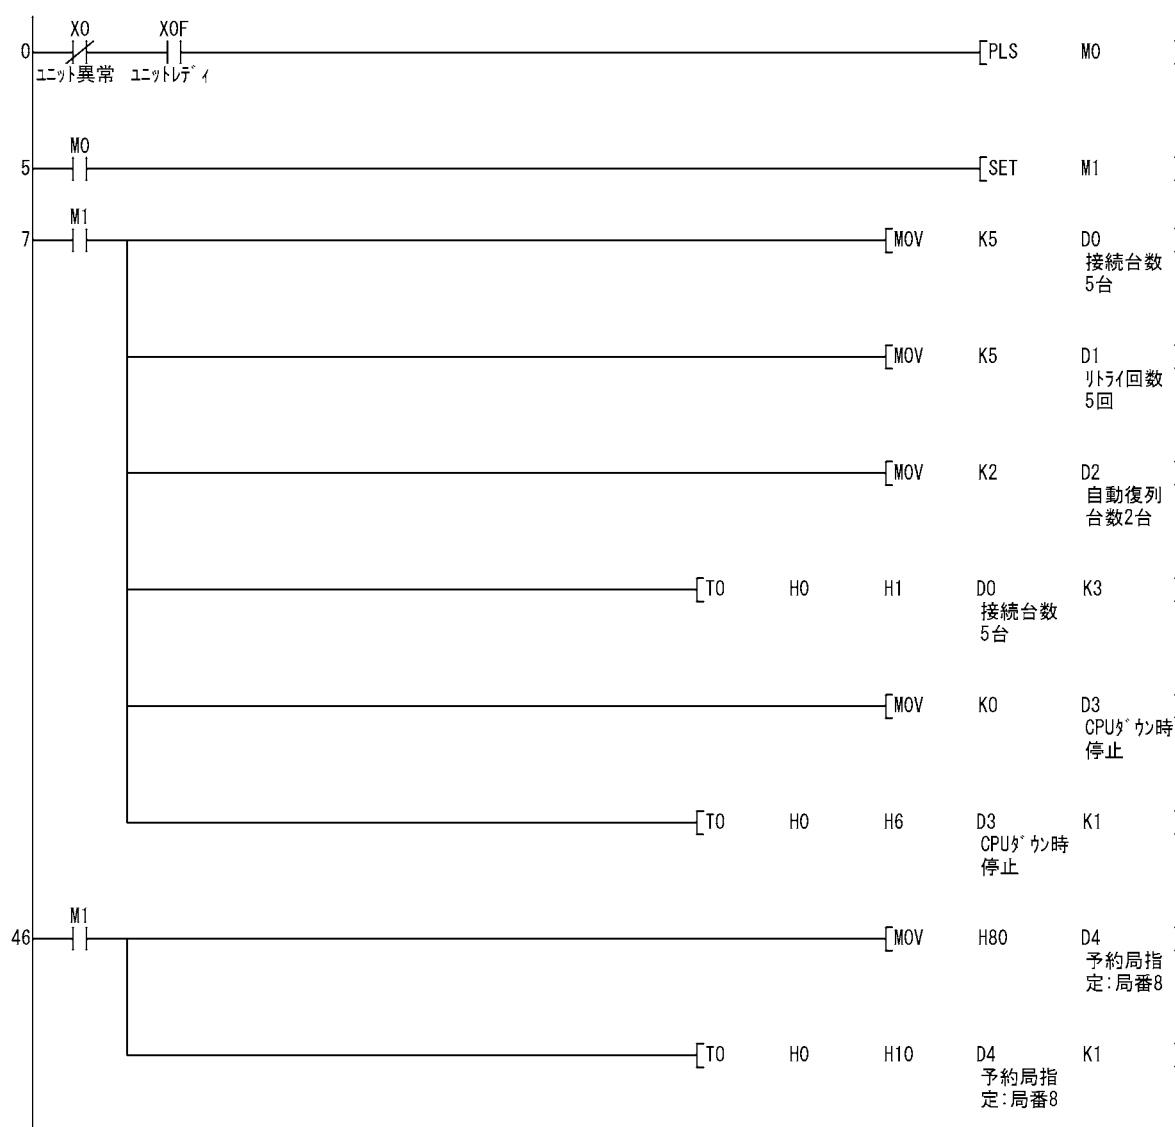 X0 X0F
0 [PLS M0 ]
ユニット異常 ユニットレディ
M0
5 [SET M1 ]
M1
7 [MOV K5 D0 ]
接続台数
5台
[MOV K5 D1 ]
リトライ回数
5回
[MOV K2 D2 ]
自動復列
台数2台
[TO H0 H1 D0 K3 ]
接続台数
5台
[MOV K0 D3 ]
CPUダウン時
停止
[TO H0 H6 D3 K1 ]
CPUダウン時
停止
M1
46 [MOV H80 D4 ]
予約局指
定:局番8
[TO H0 H10 D4 K1 ]
予約局指
定:局番8